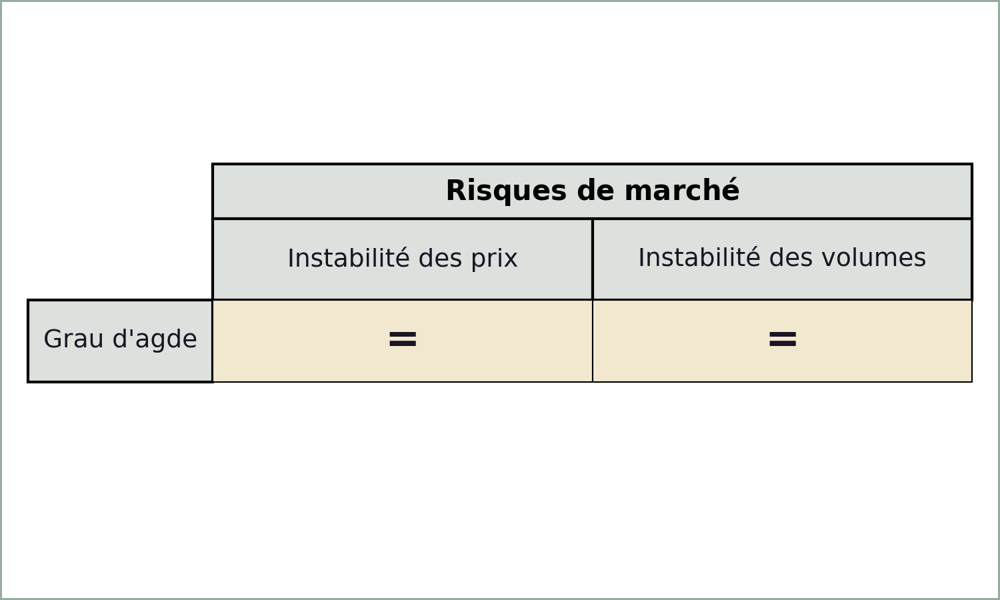 Risques de marché
Instabilité des prix
Instabilité des volumes
Grau d'agde
=
=